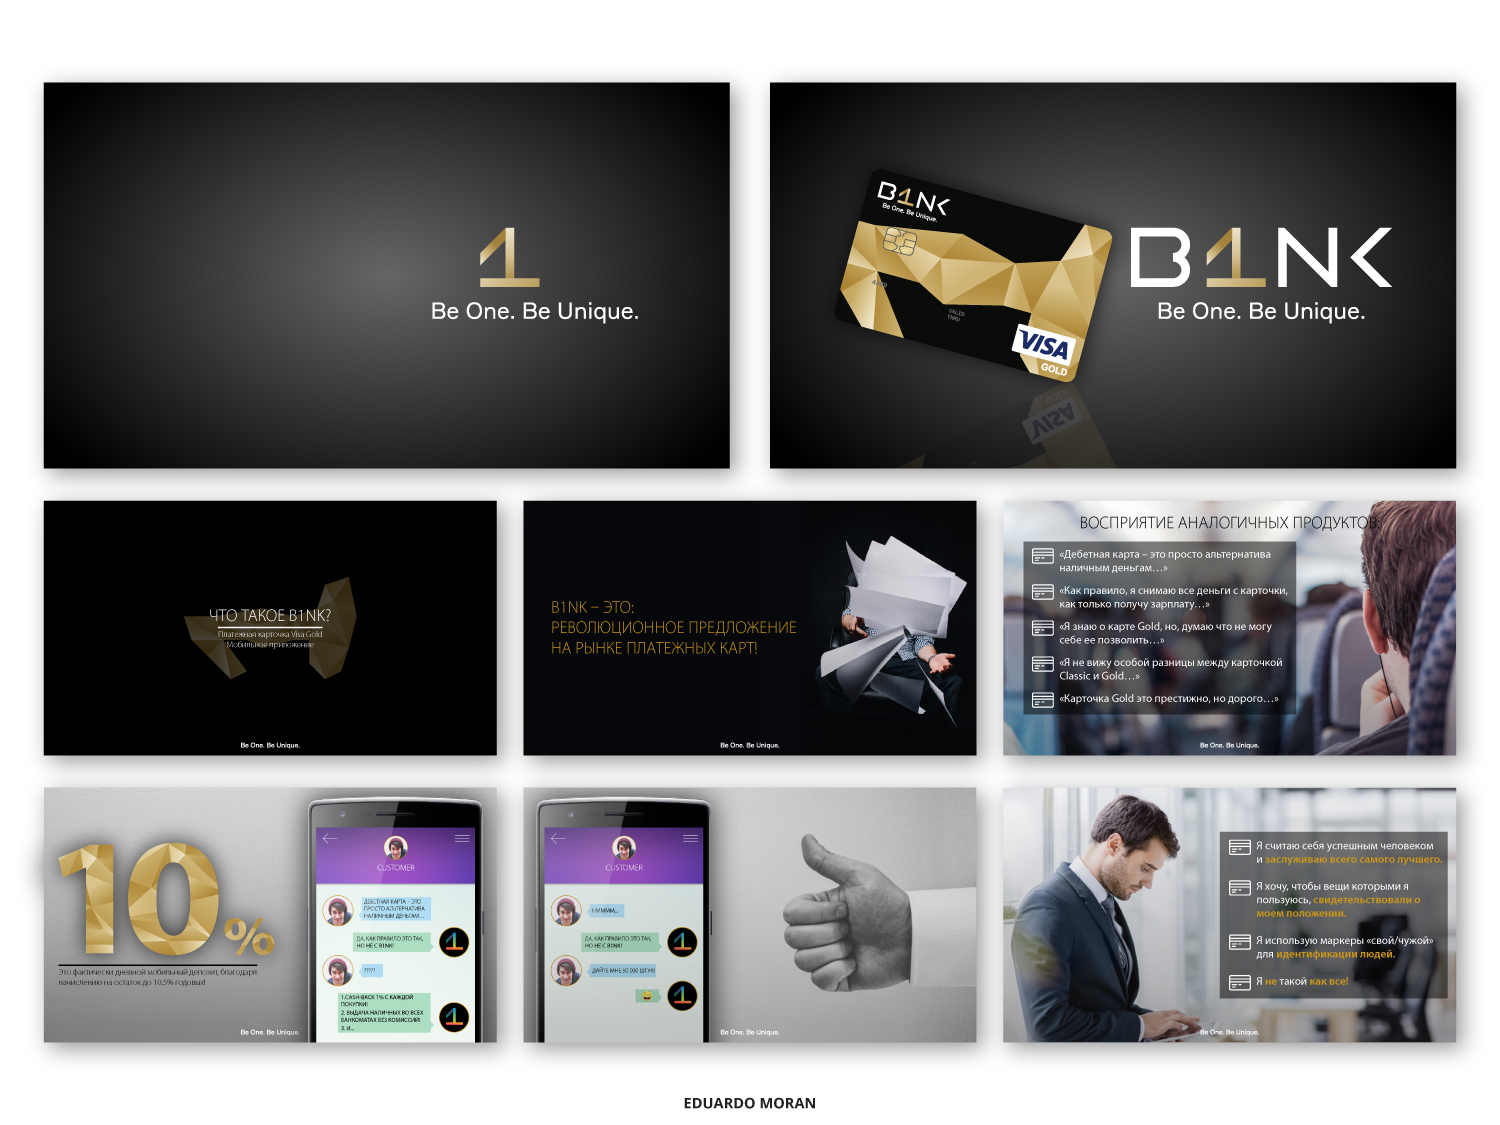 1
Be One. Be Unique.
B1NK
Be One. Be Unique.
VALID
THRU
VISA
GOLD
B1NK
Be One. Be Unique.
VISA
ЧТО ТАКОЕ B1NK?
Платежная карточка Visa Gold
Мобильное приложение
Be One. Be Unique.
B1NK – ЭТО:
РЕВОЛЮЦИОННОЕ ПРЕДЛОЖЕНИЕ
НА РЫНКЕ ПЛАТЕЖНЫХ КАРТ!
Be One. Be Unique.
ВОСПРИЯТИЕ АНАЛОГИЧНЫХ ПРОДУКТОВ:
«Дебетная карта – это просто альтернатива
наличным деньгам…»
«Как правило, я снимаю все деньги с карточки,
как только получу зарплату…»
«Я знаю о карте Gold, но, думаю что не могу
себе ее позволить…»
«Я не вижу особой разницы между карточкой
Classic и Gold…»
«Карточка Gold это престижно, но дорого…»
Be One. Be Unique.
10%
Это фактически дневной мобильный депозит, благодаря
начислению на остаток до 10.5% годовых!
Be One. Be Unique.
CUSTOMER
ДЕБЕТНАЯ КАРТА – ЭТО
ПРОСТО АЛЬТЕРНАТИВА
НАЛИЧНЫМ ДЕНЬГАМ…
ДА, КАК ПРАВИЛО ЭТО ТАК,
НО НЕ С B1NK!
1
?????
1.CASH-BACK 1% С КАЖДОЙ
ПОКУПКИ!
2. ВЫДАЧА НАЛИЧНЫХ ВО ВСЕХ
БАНКОМАТАХ БЕЗ КОМИССИЙ!
3. И…
1
CUSTOMER
ДА, КАК ПРАВИЛО ЭТО ТАК,
НО НЕ С B1NK!
1
ДАЙТЕ МНЕ 50 000 ШТУК!
1
Be One. Be Unique.
Я считаю себя успешным человеком
и заслуживаю всего самого лучшего.
Я хочу, чтобы вещи которыми я
пользуюсь, свидетельствовали о
моем положении.
Я использую маркеры «свой/чужой»
для идентификации людей.
Я не такой как все!
Be One. Be Unique.
EDUARDO MORAN